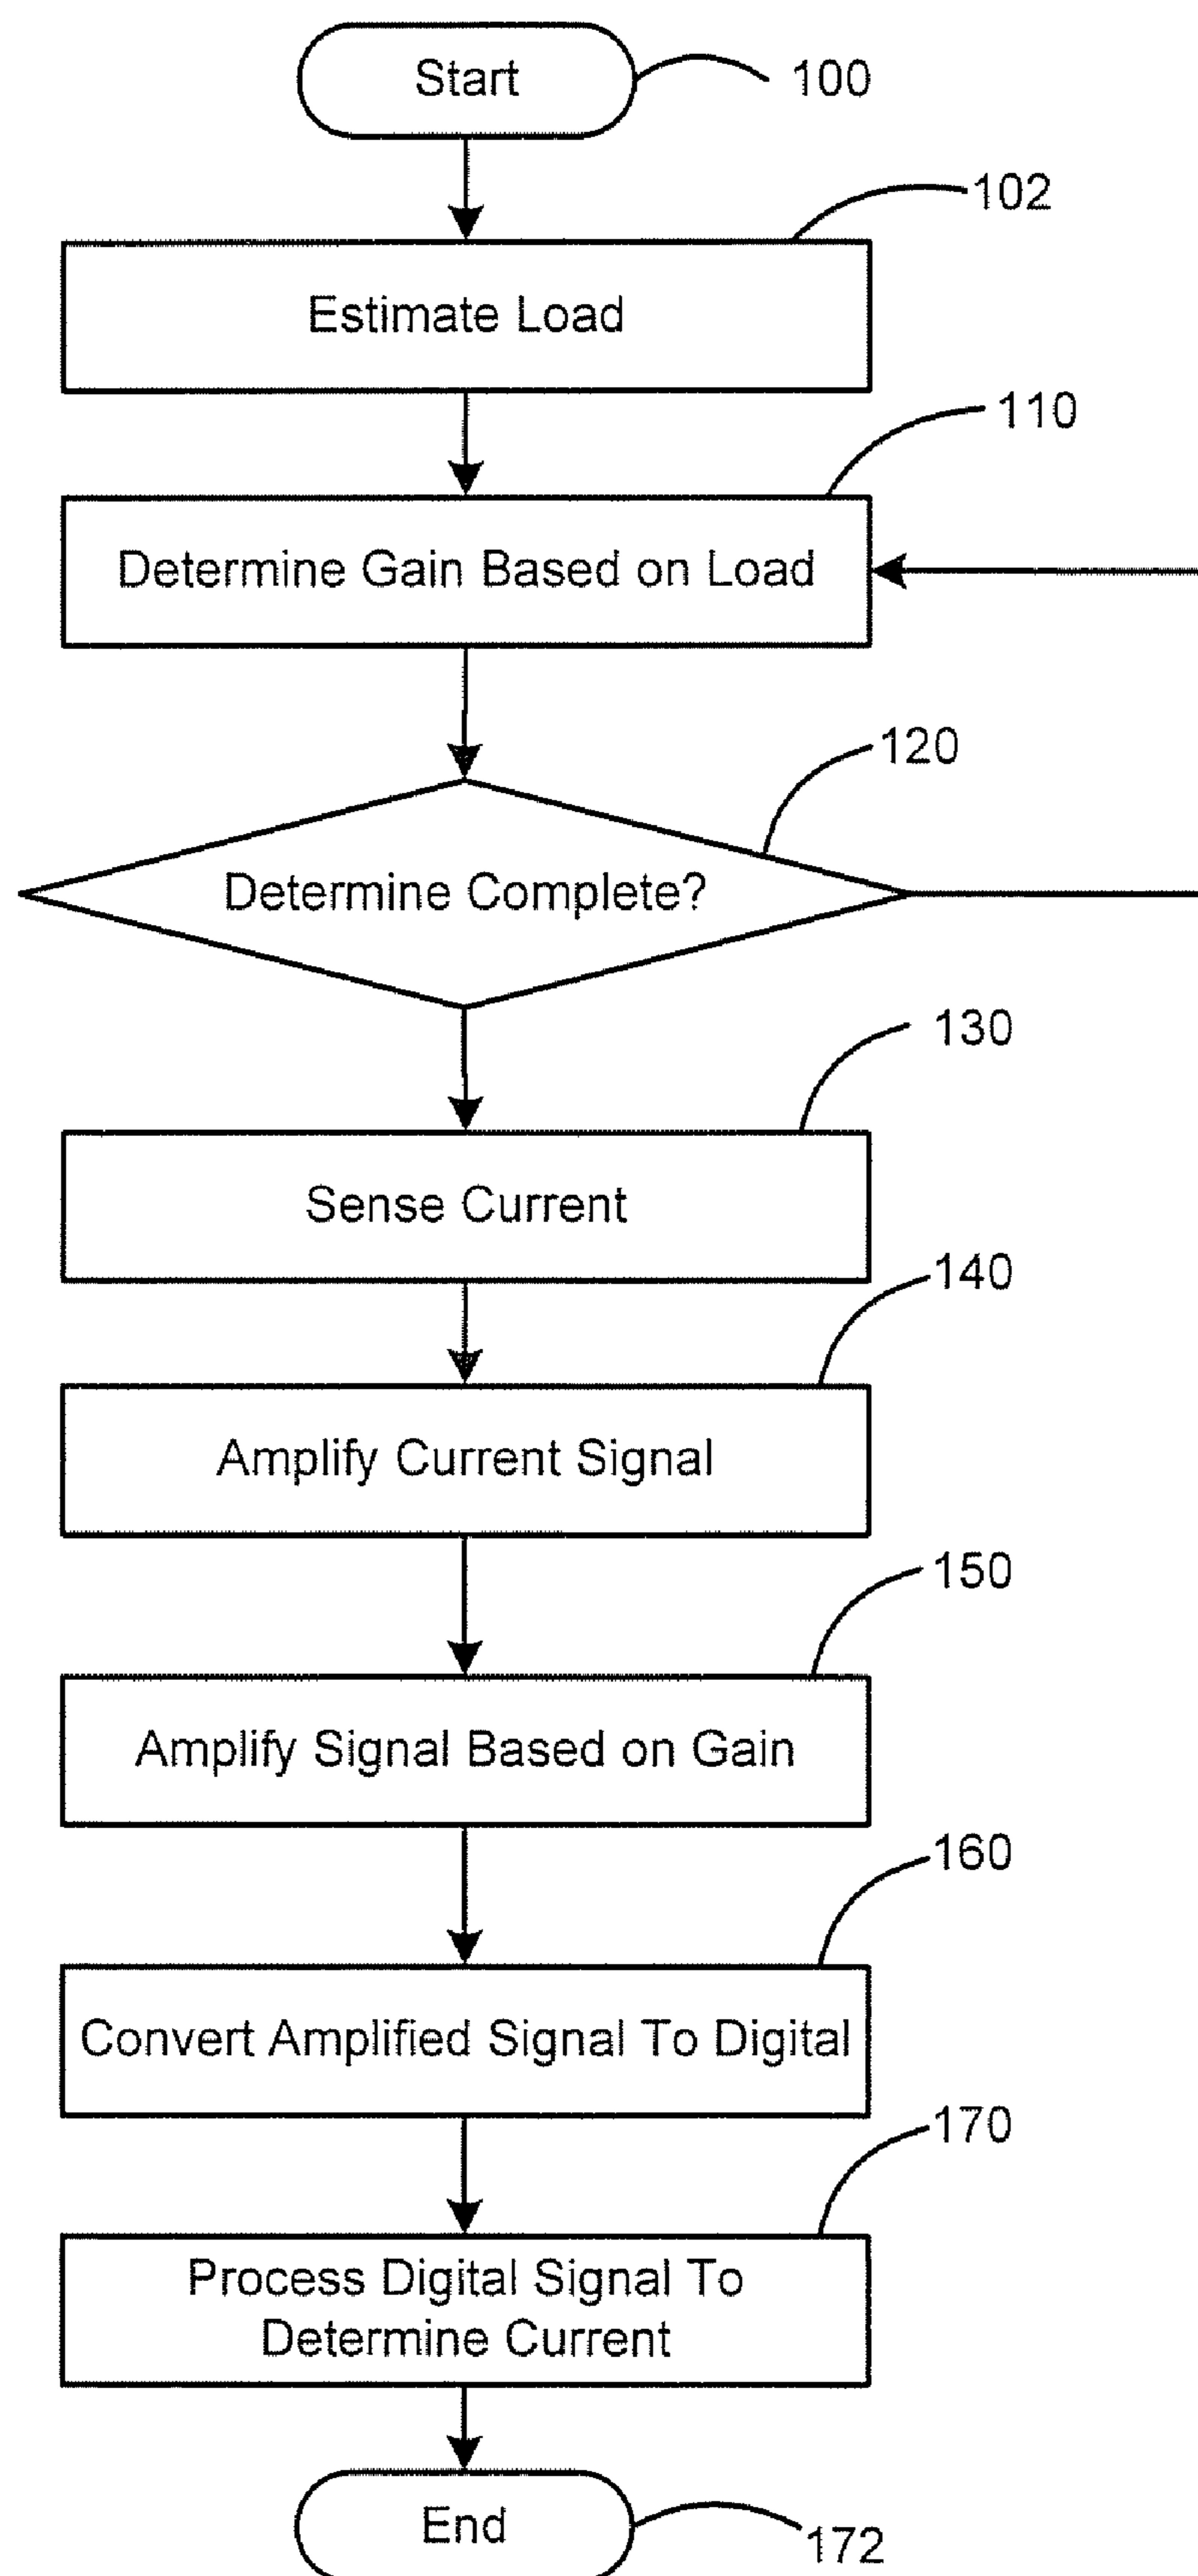 Start
100
102
Estimate Load
110
Determine Gain Based on Load
120
Determine Complete?
130
Sense Current
140
Amplify Current Signal
150
Amplify Signal Based on Gain
160
Convert Amplified Signal To Digital
170
Process Digital Signal To
Determine Current
End
172